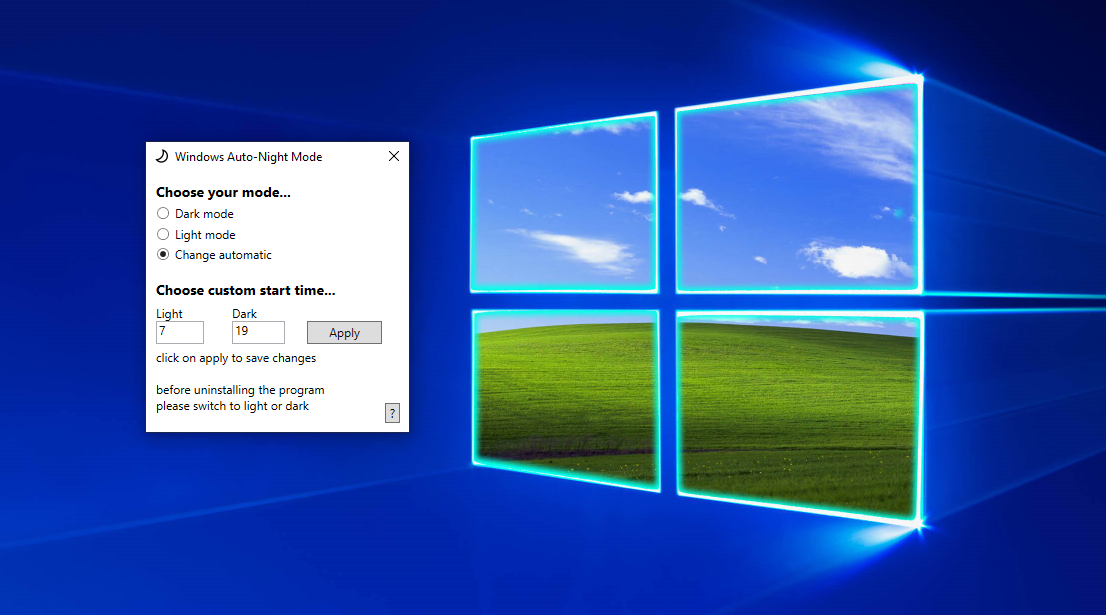 Windows Auto-Night Mode
Choose your mode...
Dark mode
Light mode
Change automatic
Choose custom start time...
Light Dark
7 19 Apply
click on apply to save changes
before uninstalling the program
please switch to light or dark
?